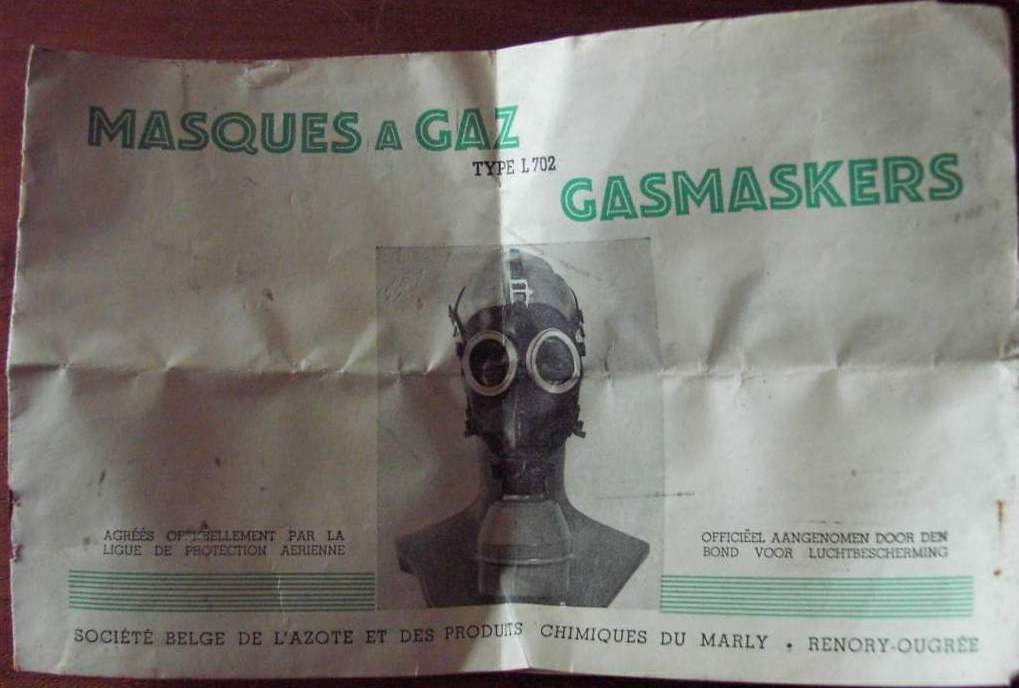 MASQUES A GAZ
TYPE L702
GASMASKERS
AGRÉÉS OFFICIELLEMENT PAR LA
LIGUE DE PROTECTION AERIENNE
OFFICIËEL AANGENOMEN DOOR DEN
BOND VOOR LUCHTBESCHERMING
SOCIÉTÉ BELGE DE L'AZOTE ET DES PRODUITS CHIMIQUES DU MARLY • RENORY-OUGRÉE